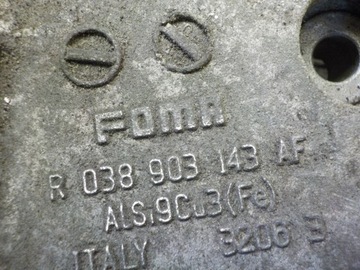 FOMA
R 038 903 143 AF
ALSi9Cu3(Fe)
ITALY 3206 3